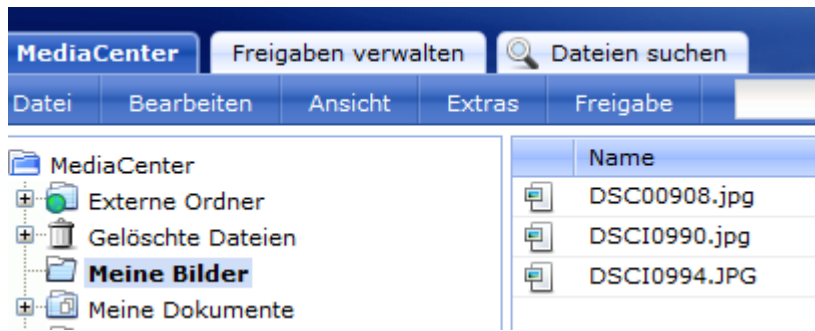 MediaCenter Freigaben verwalten Dateien suchen
Datei Bearbeiten Ansicht Extras Freigabe
MediaCenter
Externe Ordner
Gelöschte Dateien
Meine Bilder
Meine Dokumente
Name
DSC00908.jpg
DSCI0990.jpg
DSCI0994.JPG